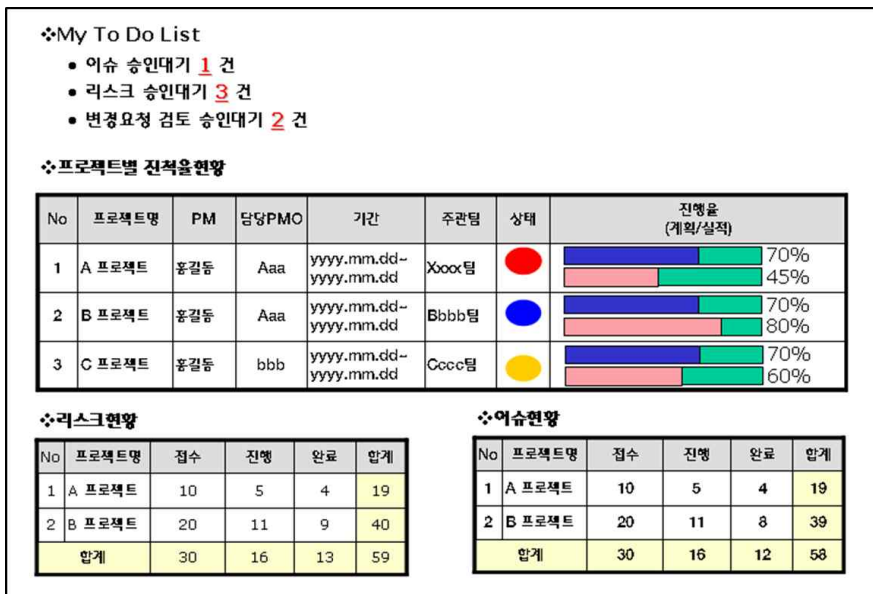 ❖My To Do List
• 이슈 승인대기 1 건
• 리스크 승인대기 3 건
• 변경요청 검토 승인대기 2 건
❖프로젝트별 진척율현황
No 프로젝트명 PM 담당PMO 기간 주관팀 상태 진행율
(계획/실적)
1 A 프로젝트 홍길동 Aaa yyyy.mm.dd~ Xxxx팀 70%
yyyy.mm.dd 45%
2 B 프로젝트 홍길동 Aaa yyyy.mm.dd~ Bbbb팀 70%
yyyy.mm.dd 80%
3 C 프로젝트 홍길동 bbb yyyy.mm.dd~ Cccc팀 70%
yyyy.mm.dd 60%
❖리스크현황
No 프로젝트명 접수 진행 완료 합계
1 A 프로젝트 10 5 4 19
2 B 프로젝트 20 11 9 40
합계 30 16 13 59
❖이슈현황
No 프로젝트명 접수 진행 완료 합계
1 A 프로젝트 10 5 4 19
2 B 프로젝트 20 11 8 39
합계 30 16 12 58